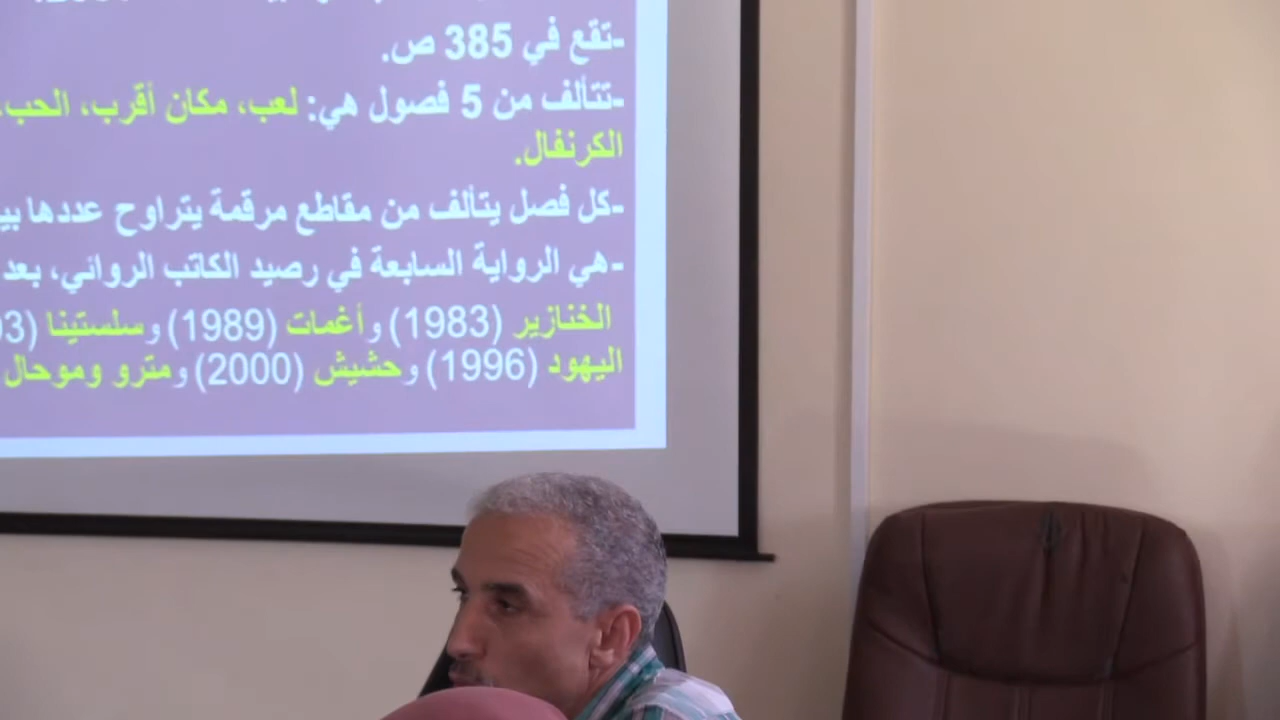 -تقع في 385 ص.
-تتألف من 5 فصول هي: لعب، مكان أقرب، الحب،
الكرنفال.
-كل فصل يتألف من مقاطع مرقمة يتراوح عددها
-هي الرواية السابعة في رصيد الكاتب الروائي، بعد
الخنازير (1983) وأغمات (1989) وسلستينا
اليهود (1996) وحشيش (2000) ومترو وموحال